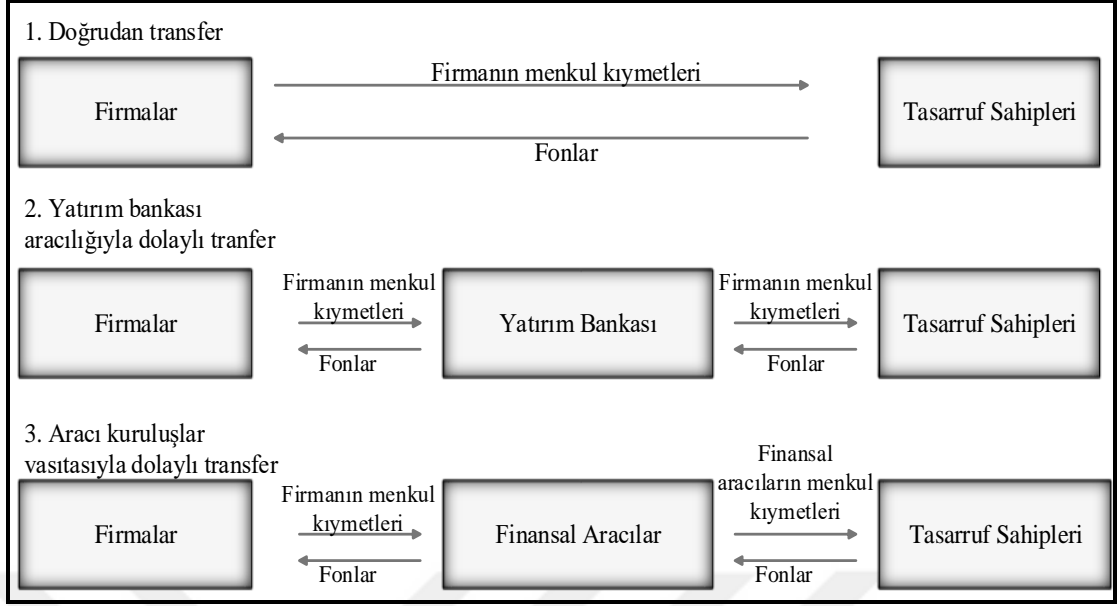 1. Doğrudan transfer
Firmalar
Firmanın menkul kıymetleri
Fonlar
Tasarruf Sahipleri
2. Yatırım bankası
aracılığıyla dolaylı tranfer
Firmalar
Firmanın menkul
kıymetleri
Fonlar
Yatırım Bankası
Firmanın menkul
kıymetleri
Fonlar
Tasarruf Sahipleri
3. Aracı kuruluşlar
vasıtasıyla dolaylı transfer
Firmalar
Firmanın menkul
kıymetleri
Fonlar
Finansal Aracılar
Finansal
aracıların menkul
kıymetleri
Fonlar
Tasarruf Sahipleri